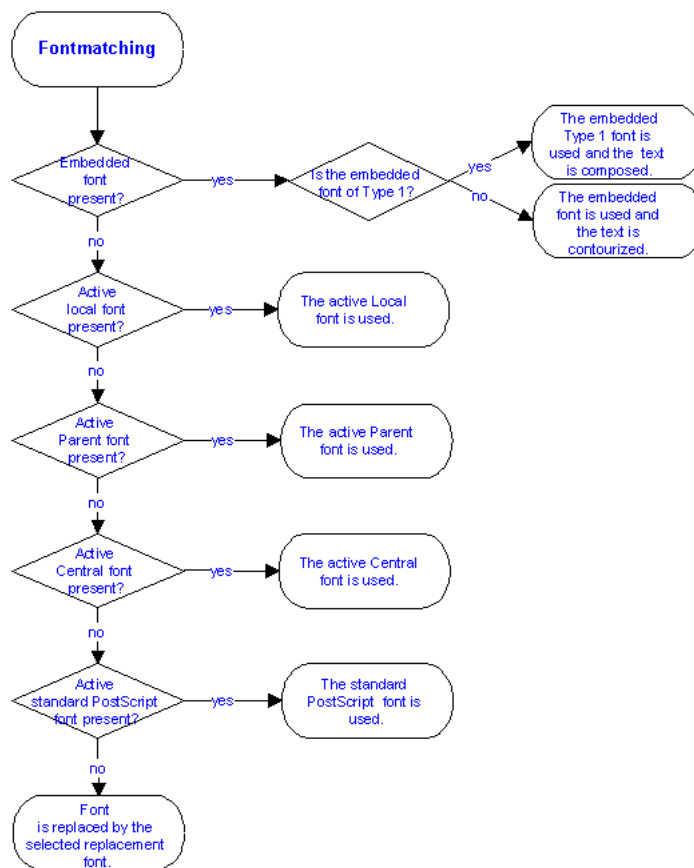 Fontmatching
Embedded
font
present?
yes
Is the embedded
font of Type 1?
yes
The embedded
Type 1 font is
used and the text
is composed.
no
The embedded
font is used and
the text is
contourized.
no
Active
local font
present?
yes
The active Local
font is used.
no
Active
Parent font
present?
yes
The active Parent
font is used.
no
Active
Central font
present?
yes
The active Central
font is used.
no
Active
standard PostScript
font present?
yes
The standard
PostScript font is
used.
no
Font
is replaced by the
selected replacement
font.